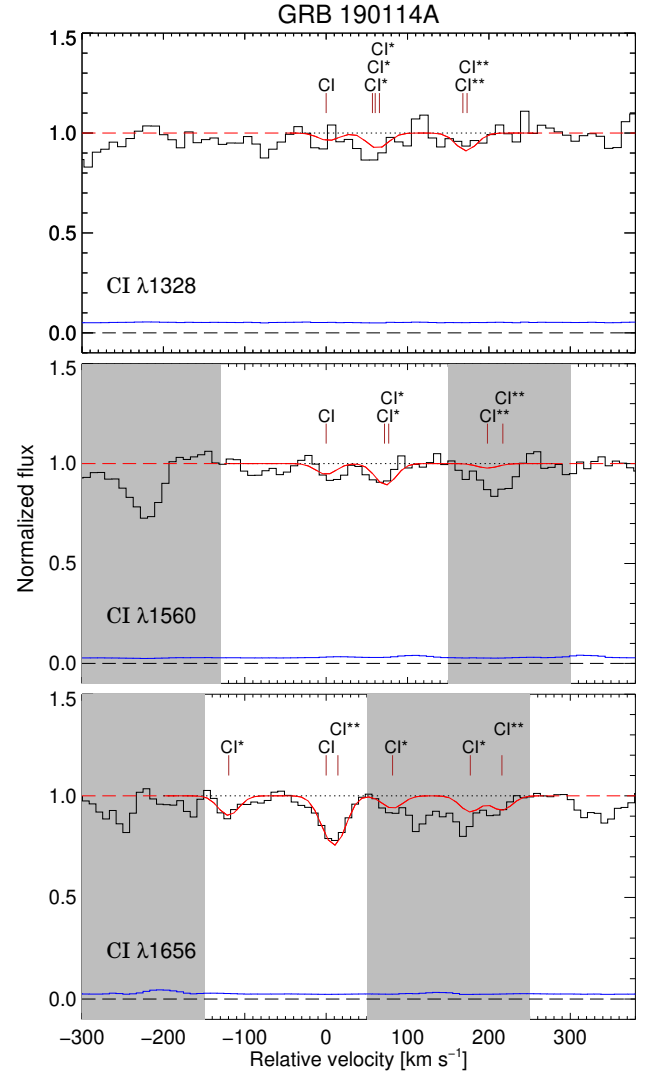 GRB 190114A
1.5
CI*
CI*
CI**
CI
CI*
CI**
1.0
0.5
CI λ1328
0.0
1.5
CI*
CI**
CI
CI*
CI**
1.0
Normalized flux
0.5
CI λ1560
0.0
1.5
CI**
CI**
CI*
CI
CI*
CI*
1.0
0.5
CI λ1656
0.0
−300
−200
−100
0
100
200
300
Relative velocity [km s⁻¹]